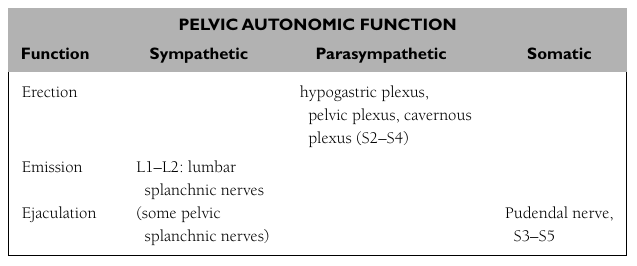 PELVIC AUTONOMIC FUNCTION
Function Sympathetic Parasympathetic Somatic
Erection hypogastric plexus,
pelvic plexus, cavernous
plexus (S2–S4)
Emission L1–L2: lumbar
splanchnic nerves
Ejaculation (some pelvic Pudendal nerve,
splanchnic nerves) S3–S5